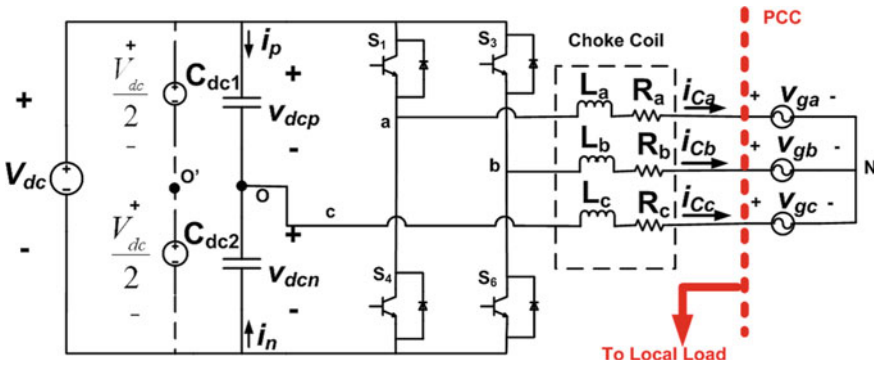 PCC
S1
S3
Choke Coil
+
ip
+
Vdc
2
-
Cdc1
+
vdcp
-
La
Ra
iCa
+
vga
-
a
+
Vdc
-
O'
O
Lb
Rb
iCb
+
vgb
-
N
b
c
Lc
Rc
iCc
+
vgc
-
+
Vdc
2
-
Cdc2
+
vdcn
-
S4
S6
in
To Local Load